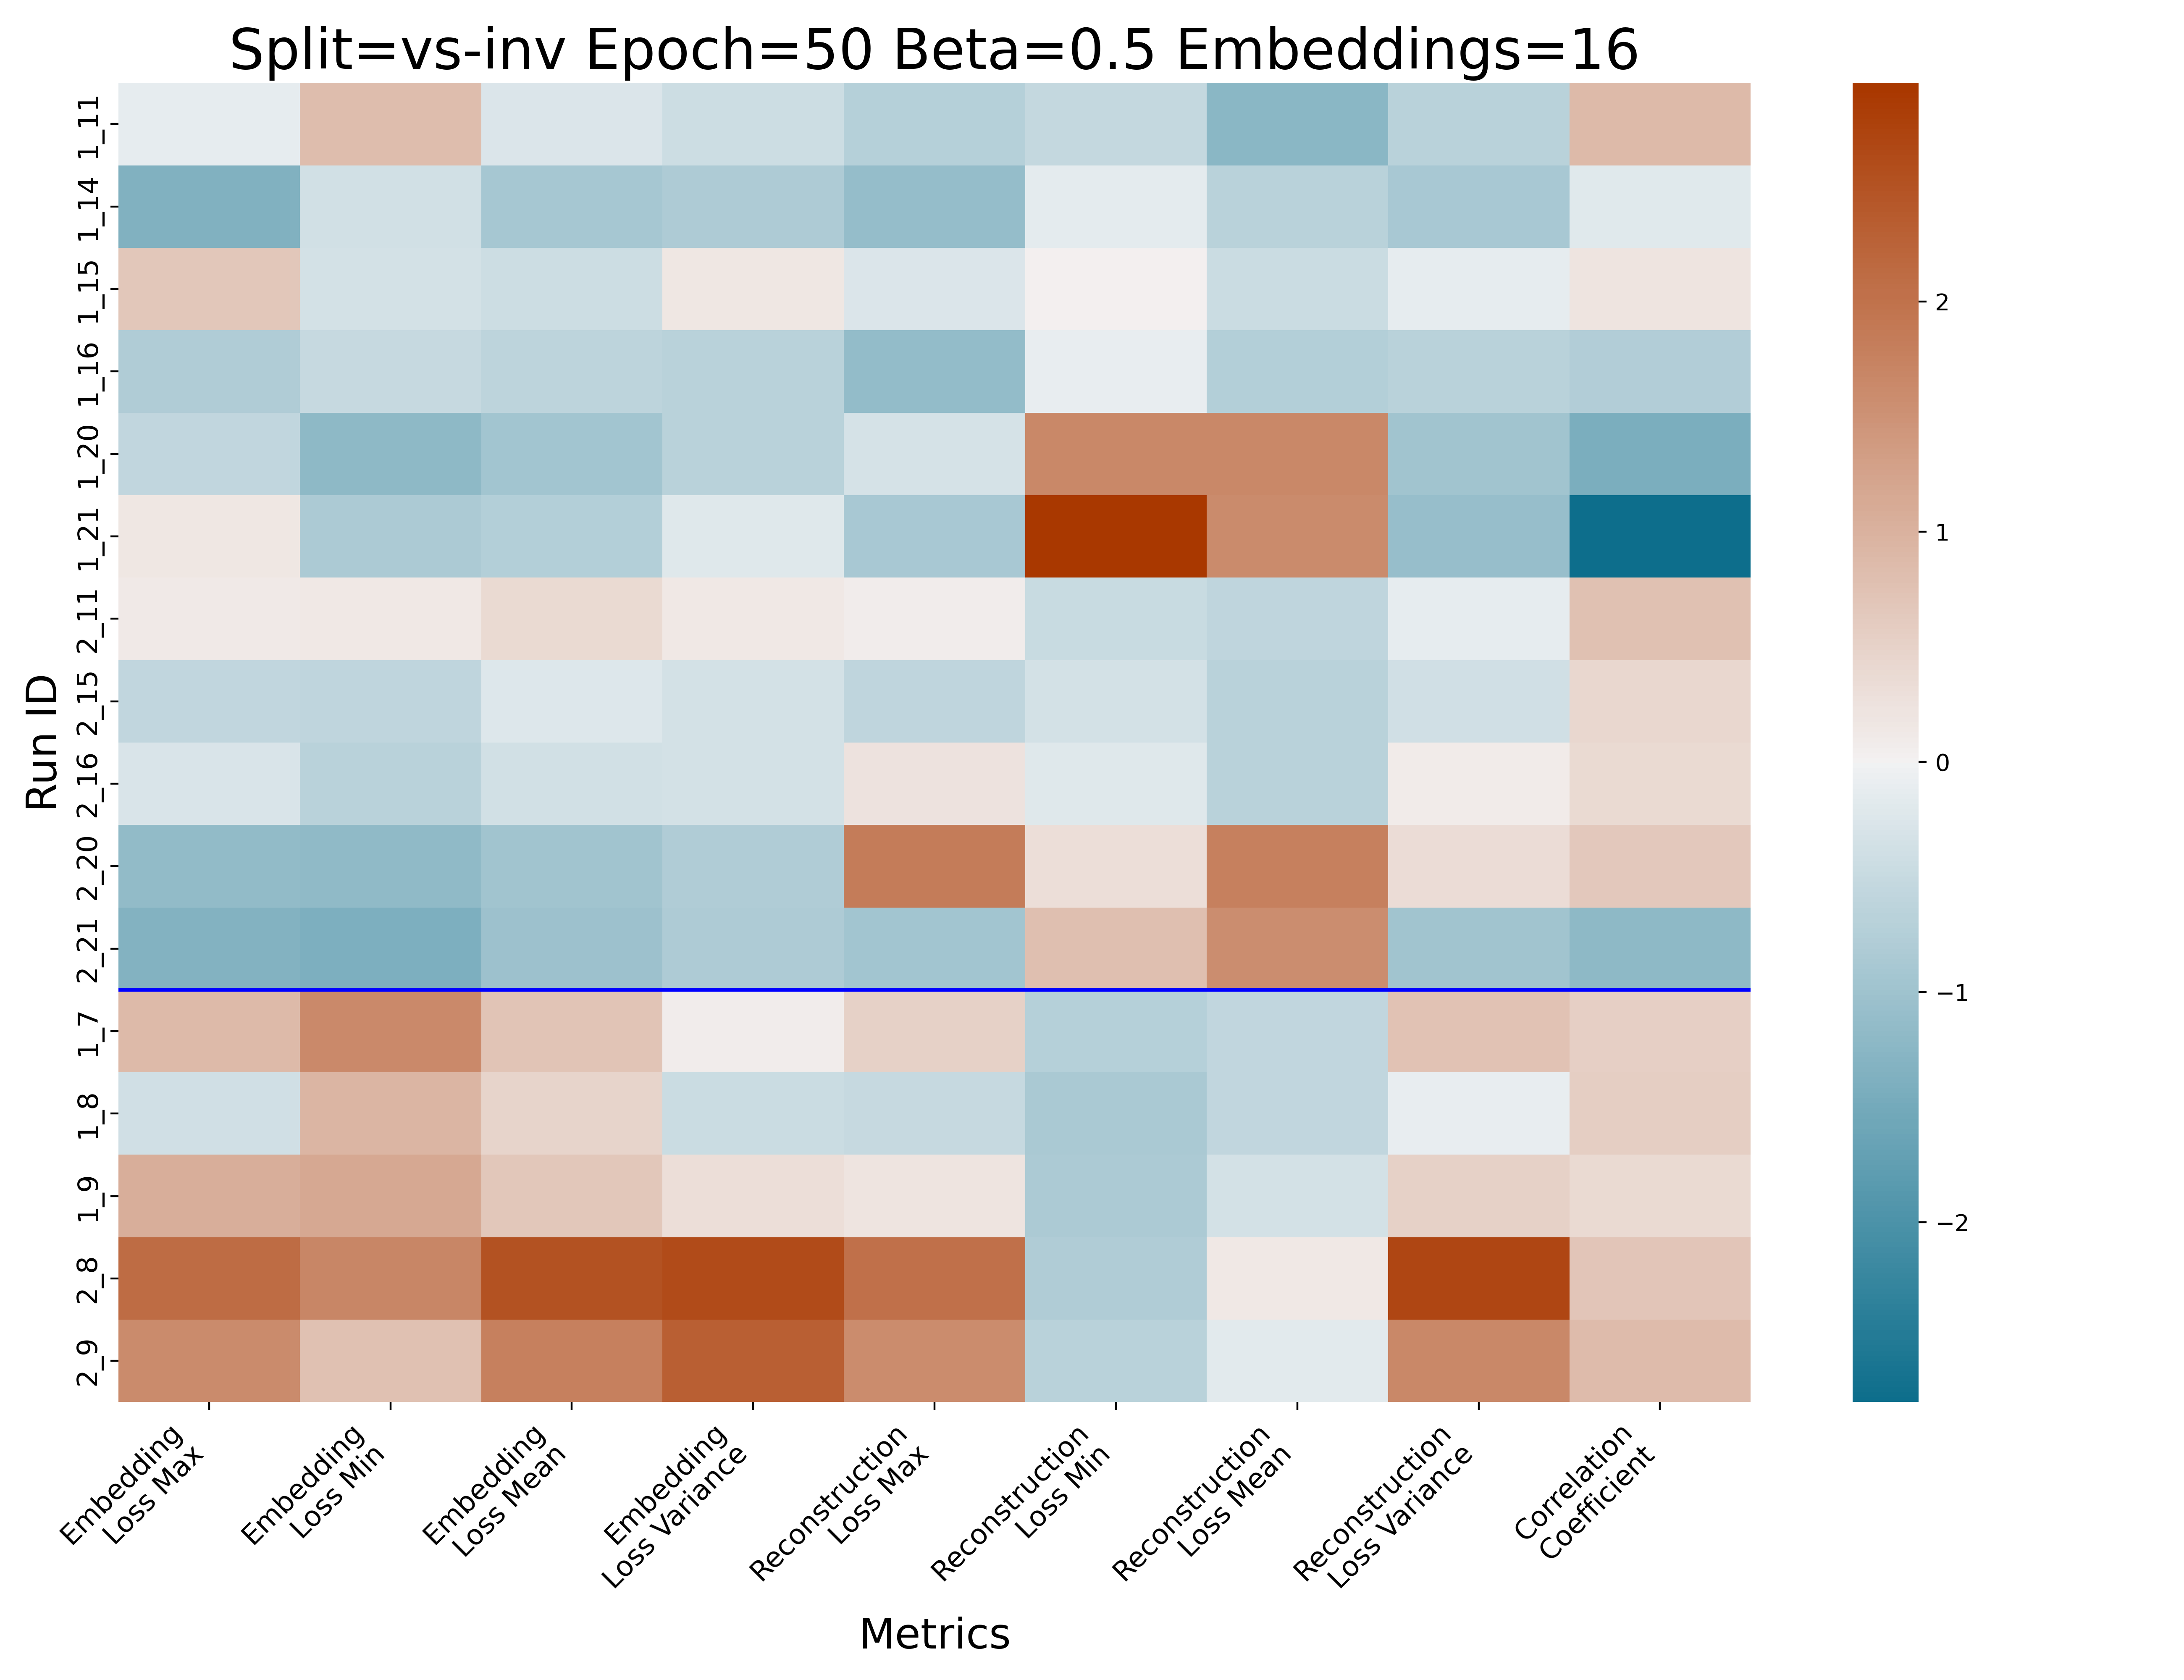 Split=vs-inv Epoch=50 Beta=0.5 Embeddings=16
Run ID
1_11
1_14
1_15
1_16
1_20
1_21
2_11
2_15
2_16
2_20
2_21
1_7
1_8
1_9
2_8
2_9
Embedding
Loss Max
Embedding
Loss Min
Embedding
Loss Mean
Embedding
Loss Variance
Reconstruction
Loss Max
Reconstruction
Loss Min
Reconstruction
Loss Mean
Reconstruction
Loss Variance
Correlation
Coefficient
Metrics
2
1
0
−1
−2